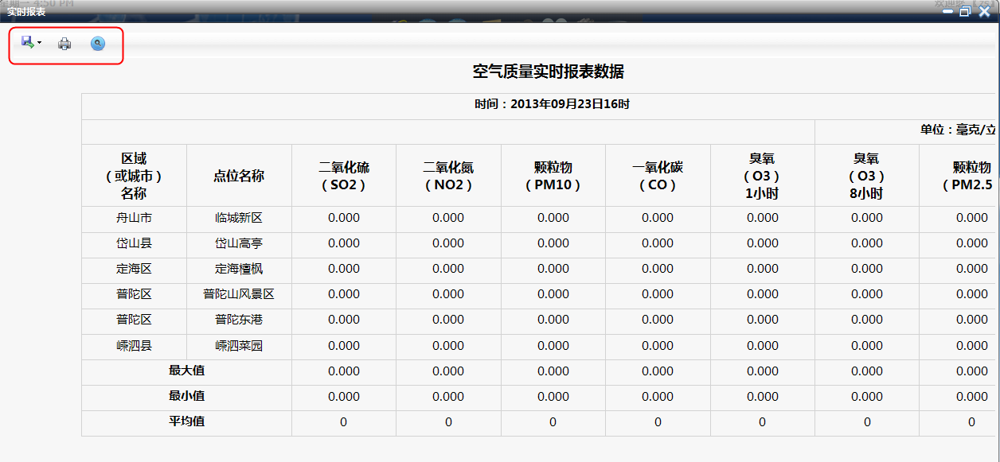 星期一 4:50 PM
实时报表
空气质量实时报表数据
时间：2013年09月23日16时
单位：毫克/立
区域（或城市）名称 点位名称 二氧化硫（SO2） 二氧化氮（NO2） 颗粒物（PM10） 一氧化碳（CO） 臭氧（O3）1小时 臭氧（O3）8小时 颗粒物（PM2.5
舟山市 临城新区 0.000 0.000 0.000 0.000 0.000 0.000 0.000
岱山县 岱山高亭 0.000 0.000 0.000 0.000 0.000 0.000 0.000
定海区 定海檀枫 0.000 0.000 0.000 0.000 0.000 0.000 0.000
普陀区 普陀山风景区 0.000 0.000 0.000 0.000 0.000 0.000 0.000
普陀区 普陀东港 0.000 0.000 0.000 0.000 0.000 0.000 0.000
嵊泗县 嵊泗菜园 0.000 0.000 0.000 0.000 0.000 0.000 0.000
最大值 0.000 0.000 0.000 0.000 0.000 0.000 0.000
最小值 0.000 0.000 0.000 0.000 0.000 0.000 0.000
平均值 0 0 0 0 0 0 0